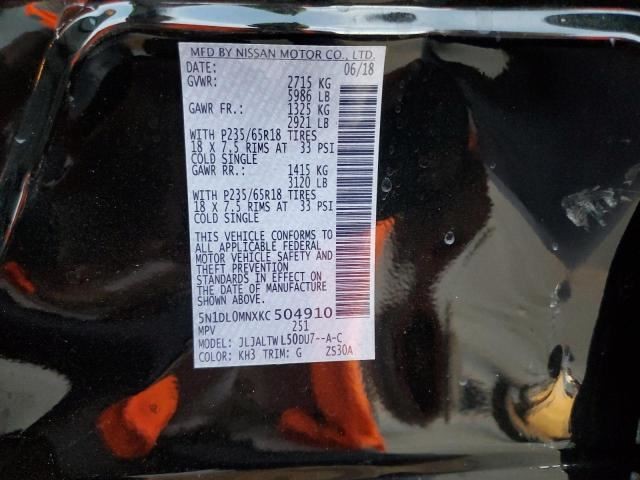 MFD BY NISSAN MOTOR CO., LTD.
DATE: 06/18
GVWR: 2715 KG
5986 LB
GAWR FR.: 1325 KG
2921 LB
WITH P235/65R18 TIRES
18 X 7.5 RIMS AT 33 PSI
COLD SINGLE
GAWR RR.: 1415 KG
3120 LB
WITH P235/65R18 TIRES
18 X 7.5 RIMS AT 33 PSI
COLD SINGLE
THIS VEHICLE CONFORMS TO
ALL APPLICABLE FEDERAL
MOTOR VEHICLE SAFETY AND
THEFT PREVENTION
STANDARDS IN EFFECT ON
THE DATE OF MANUFACTURE
SHOWN ABOVE.
5N1DL0MNXKC504910
MPV 251
MODEL: JLJALTWL50DU7--A-C
COLOR: KH3 TRIM: G ZS30A